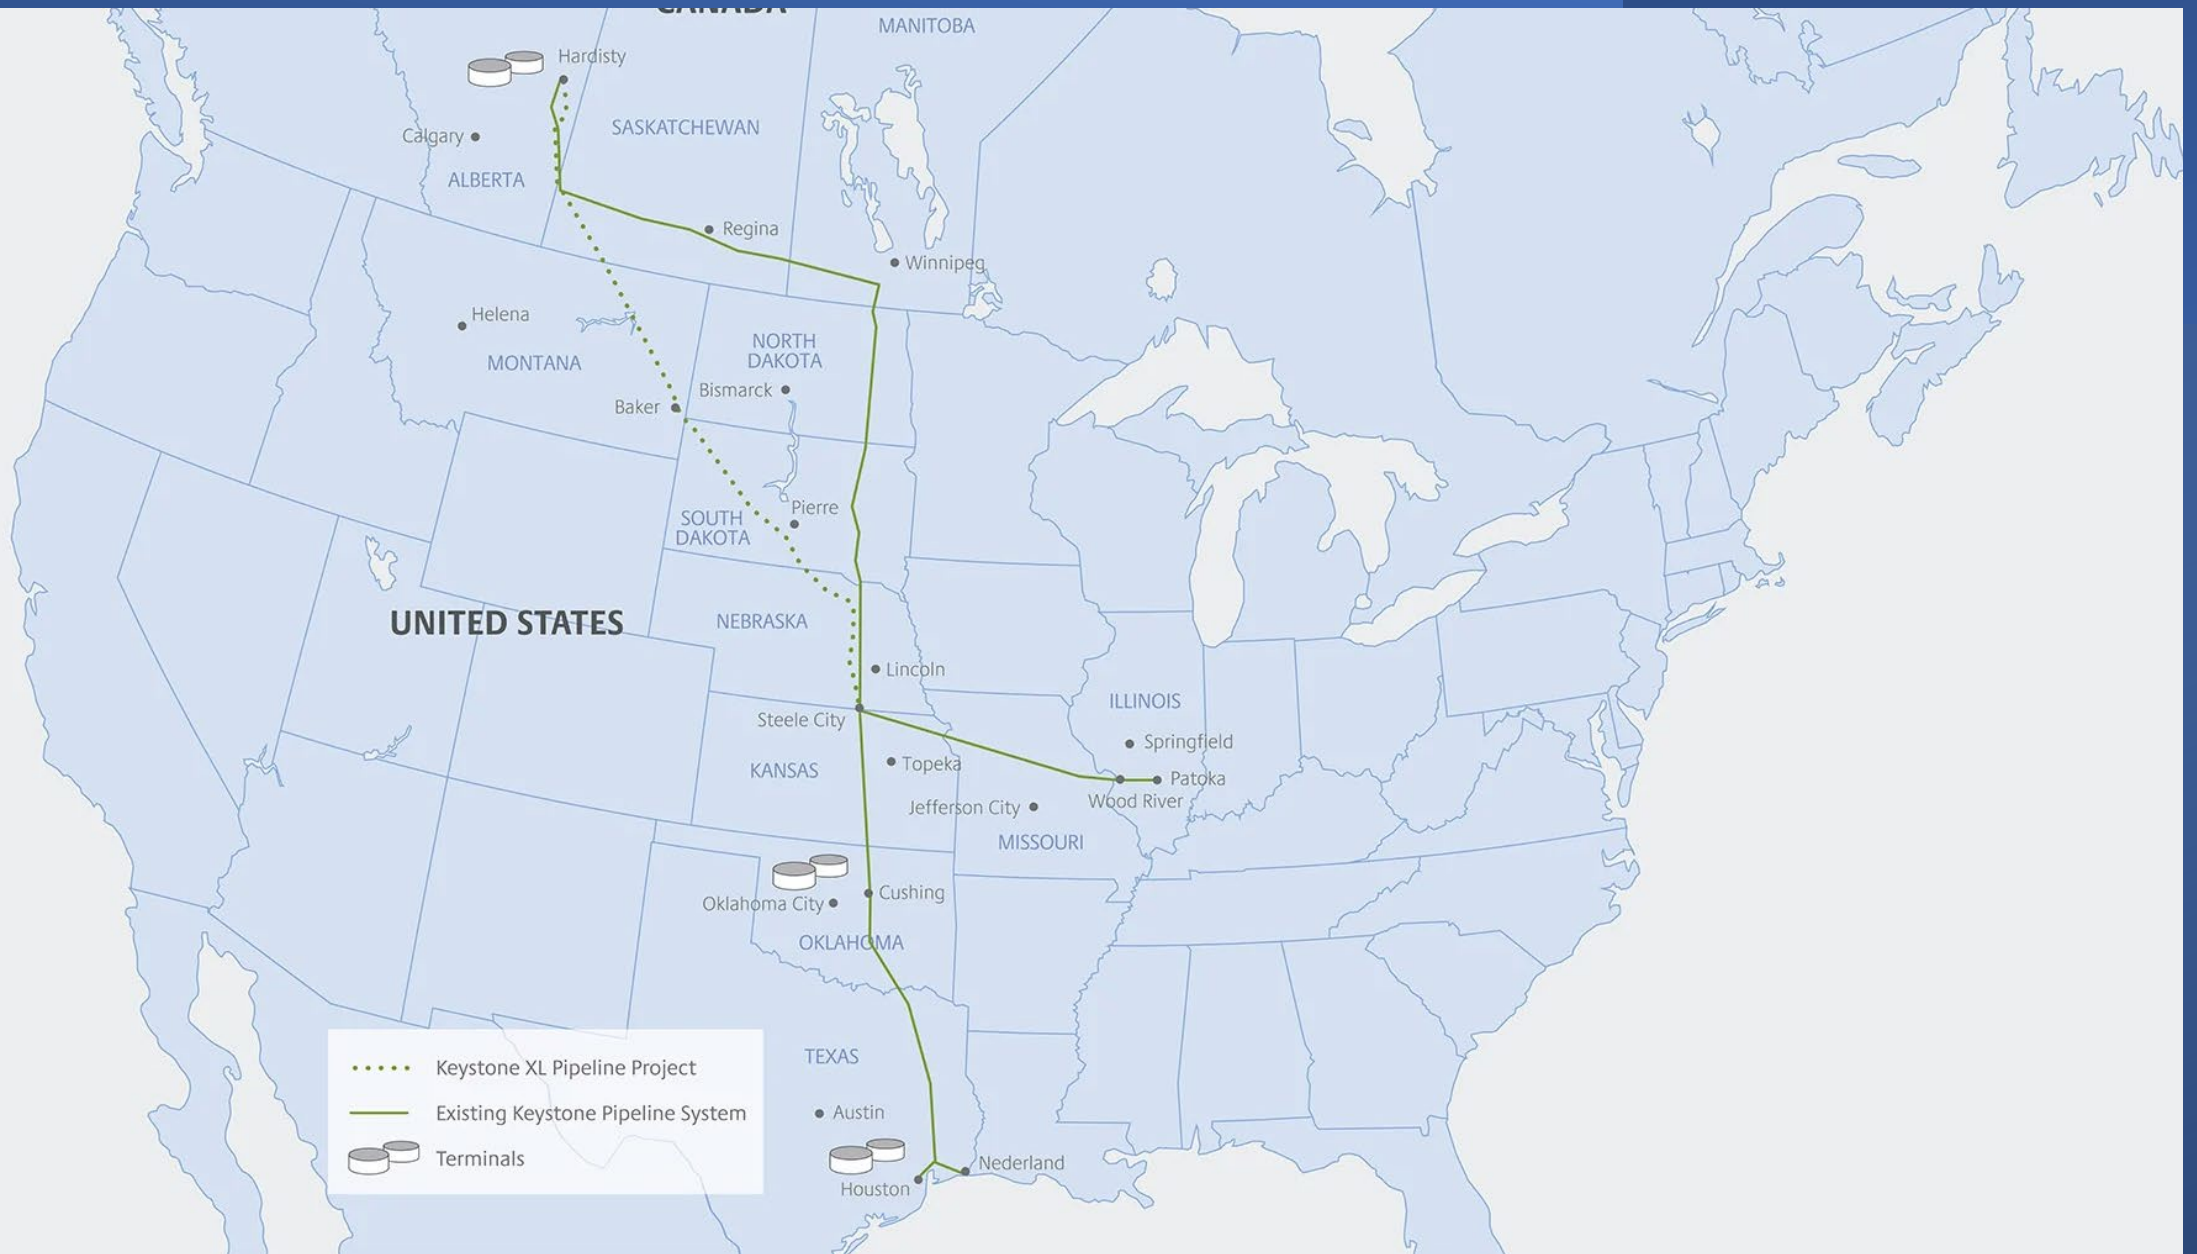 CANADA
MANITOBA
Hardisty
SASKATCHEWAN
Calgary
ALBERTA
Regina
Winnipeg
Helena
NORTH
DAKOTA
MONTANA
Bismarck
Baker
Pierre
SOUTH
DAKOTA
UNITED STATES
NEBRASKA
Lincoln
ILLINOIS
Steele City
Springfield
KANSAS
Topeka
Patoka
Wood River
Jefferson City
MISSOURI
Cushing
Oklahoma City
OKLAHOMA
TEXAS
Keystone XL Pipeline Project
Existing Keystone Pipeline System
Terminals
Austin
Nederland
Houston